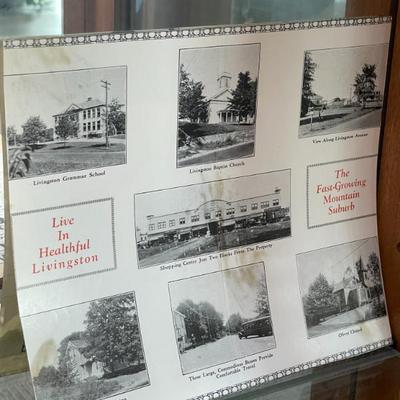 Livingston Grammar School
Livingston Baptist Church
View Along Livingston Avenue
Live
In
Healthful
Livingston
Shopping Center Just Two Blocks From The Property
The
Fast-Growing
Mountain
Suburb
These Large, Commodious Buses Provide
Comfortable Travel
Church